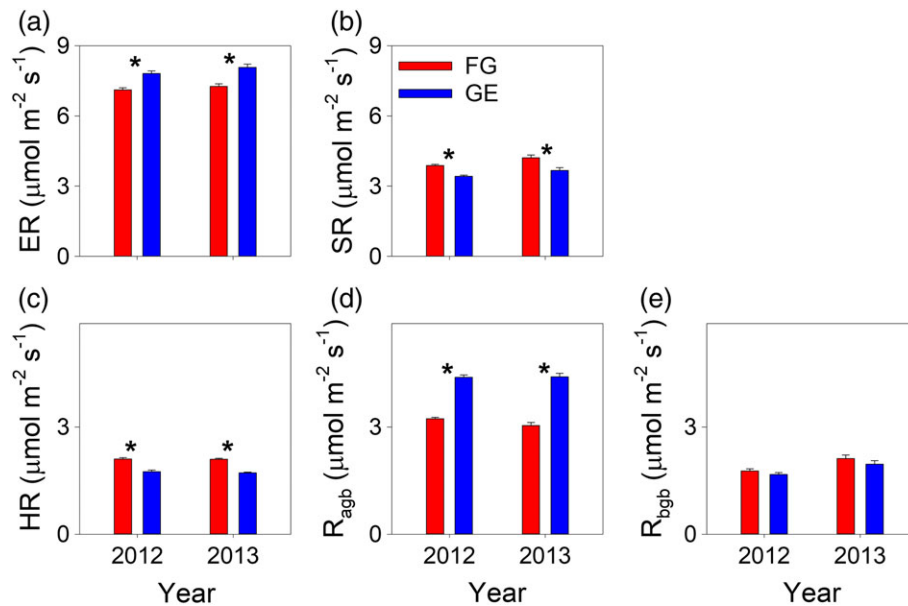 (a)
(b)
9
6
3
0
ER (μmol m⁻² s⁻¹)
* *
9
6
3
0
SR (μmol m⁻² s⁻¹)
FG
GE
* *
(c)
(d)
(e)
3
0
HR (μmol m⁻² s⁻¹)
* *
2012 2013
Year
3
0
R_agb (μmol m⁻² s⁻¹)
* *
2012 2013
Year
3
0
R_bgb (μmol m⁻² s⁻¹)
2012 2013
Year